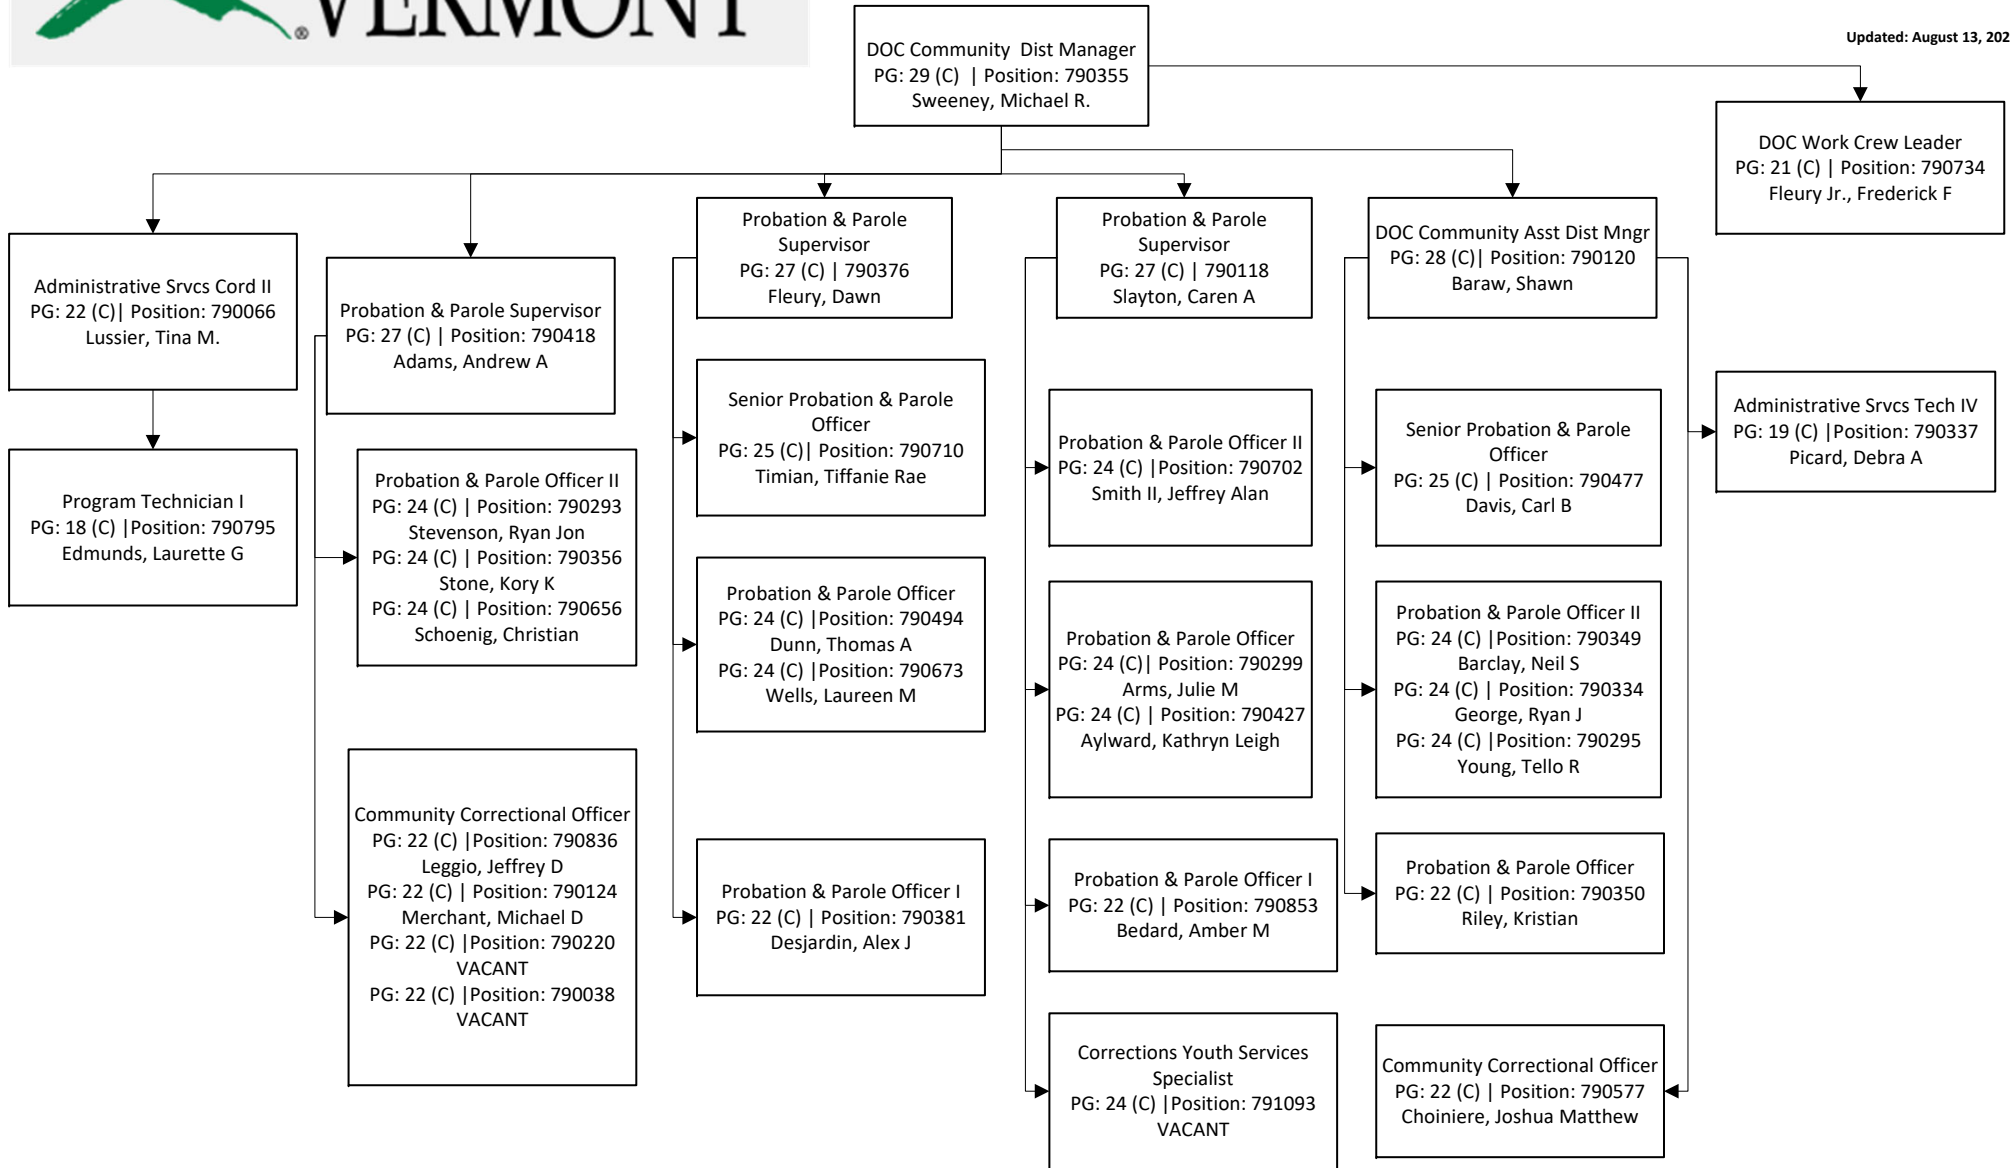 VERMONT
®
Updated: August 13, 202
DOC Community  Dist Manager
PG: 29 (C)  | Position: 790355
Sweeney, Michael R.
DOC Work Crew Leader
PG: 21 (C) | Position: 790734
Fleury Jr., Frederick F
Administrative Srvcs Cord II
PG: 22 (C)| Position: 790066
Lussier, Tina M.
Program Technician I
PG: 18 (C) |Position: 790795
Edmunds, Laurette G
Probation & Parole Supervisor
PG: 27 (C) | Position: 790418
Adams, Andrew A
Probation & Parole Officer II
PG: 24 (C) | Position: 790293
Stevenson, Ryan Jon
PG: 24 (C) | Position: 790356
Stone, Kory K
PG: 24 (C) | Position: 790656
Schoenig, Christian
Community Correctional Officer
PG: 22 (C) |Position: 790836
Leggio, Jeffrey D
PG: 22 (C) | Position: 790124
Merchant, Michael D
PG: 22 (C) |Position: 790220
VACANT
PG: 22 (C) |Position: 790038
VACANT
Probation & Parole
Supervisor
PG: 27 (C) | 790376
Fleury, Dawn
Senior Probation & Parole
Officer
PG: 25 (C)| Position: 790710
Timian, Tiffanie Rae
Probation & Parole Officer
PG: 24 (C) |Position: 790494
Dunn, Thomas A
PG: 24 (C) |Position: 790673
Wells, Laureen M
Probation & Parole Officer I
PG: 22 (C) | Position: 790381
Desjardin, Alex J
Probation & Parole
Supervisor
PG: 27 (C) | 790118
Slayton, Caren A
Probation & Parole Officer II
PG: 24 (C) |Position: 790702
Smith II, Jeffrey Alan
Probation & Parole Officer
PG: 24 (C)| Position: 790299
Arms, Julie M
PG: 24 (C) | Position: 790427
Aylward, Kathryn Leigh
Probation & Parole Officer I
PG: 22 (C) | Position: 790853
Bedard, Amber M
Corrections Youth Services
Specialist
PG: 24 (C) |Position: 791093
VACANT
DOC Community Asst Dist Mngr
PG: 28 (C)| Position: 790120
Baraw, Shawn
Senior Probation & Parole
Officer
PG: 25 (C) | Position: 790477
Davis, Carl B
Probation & Parole Officer II
PG: 24 (C) |Position: 790349
Barclay, Neil S
PG: 24 (C) | Position: 790334
George, Ryan J
PG: 24 (C) |Position: 790295
Young, Tello R
Probation & Parole Officer
PG: 22 (C) | Position: 790350
Riley, Kristian
Community Correctional Officer
PG: 22 (C) | Position: 790577
Choiniere, Joshua Matthew
Administrative Srvcs Tech IV
PG: 19 (C) |Position: 790337
Picard, Debra A